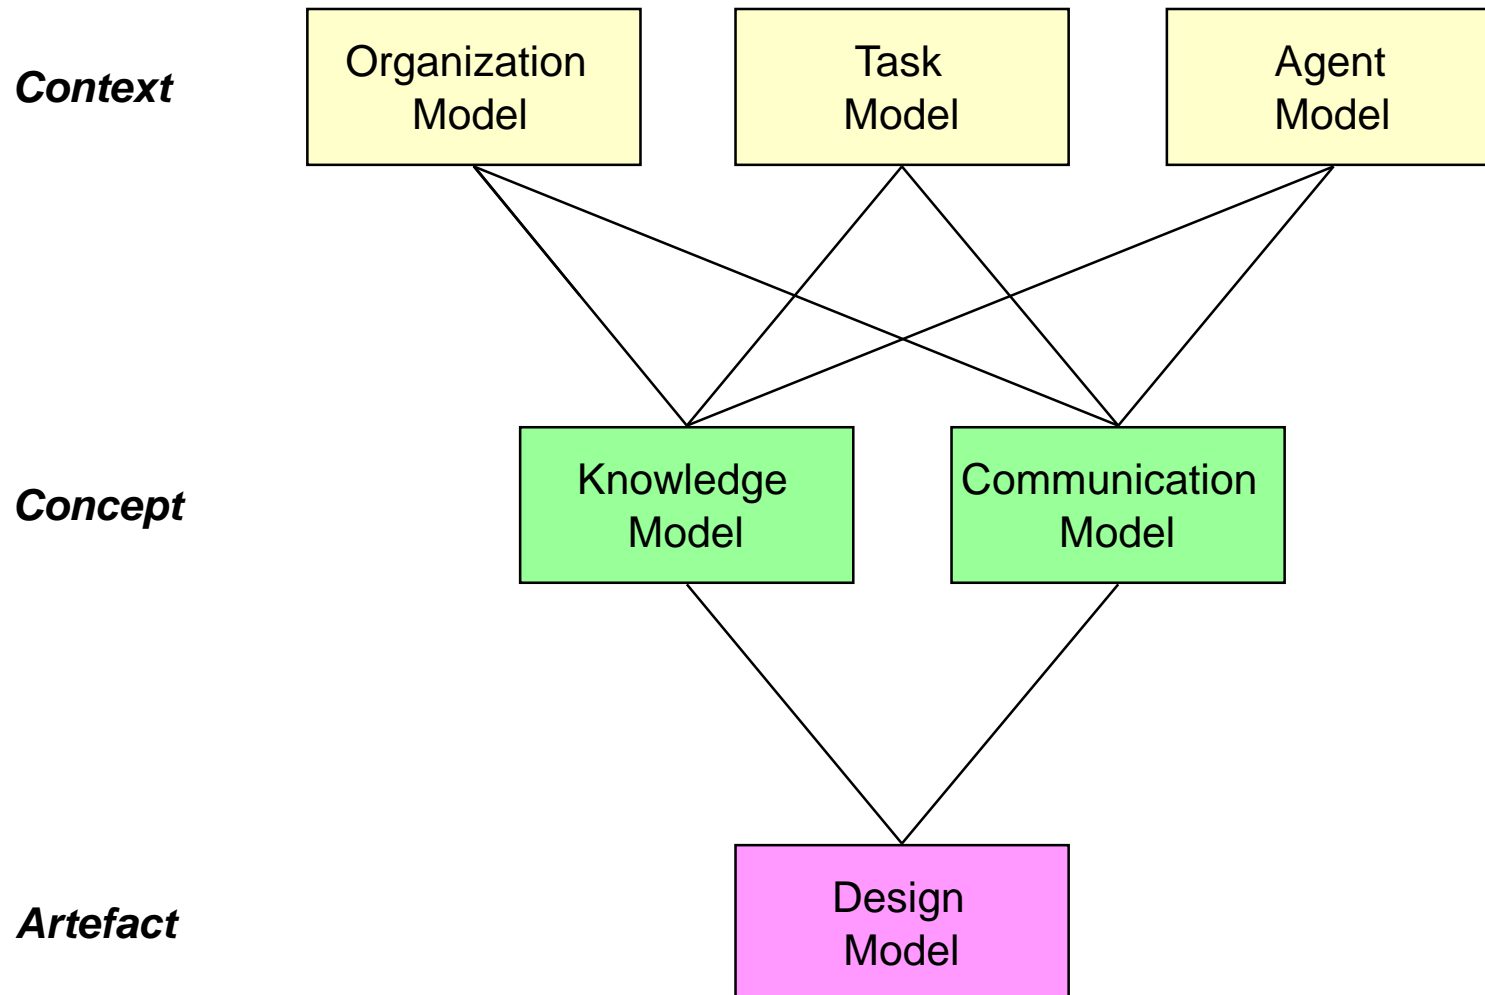 Context
Organization
Model
Task
Model
Agent
Model
Concept
Knowledge
Model
Communication
Model
Artefact
Design
Model